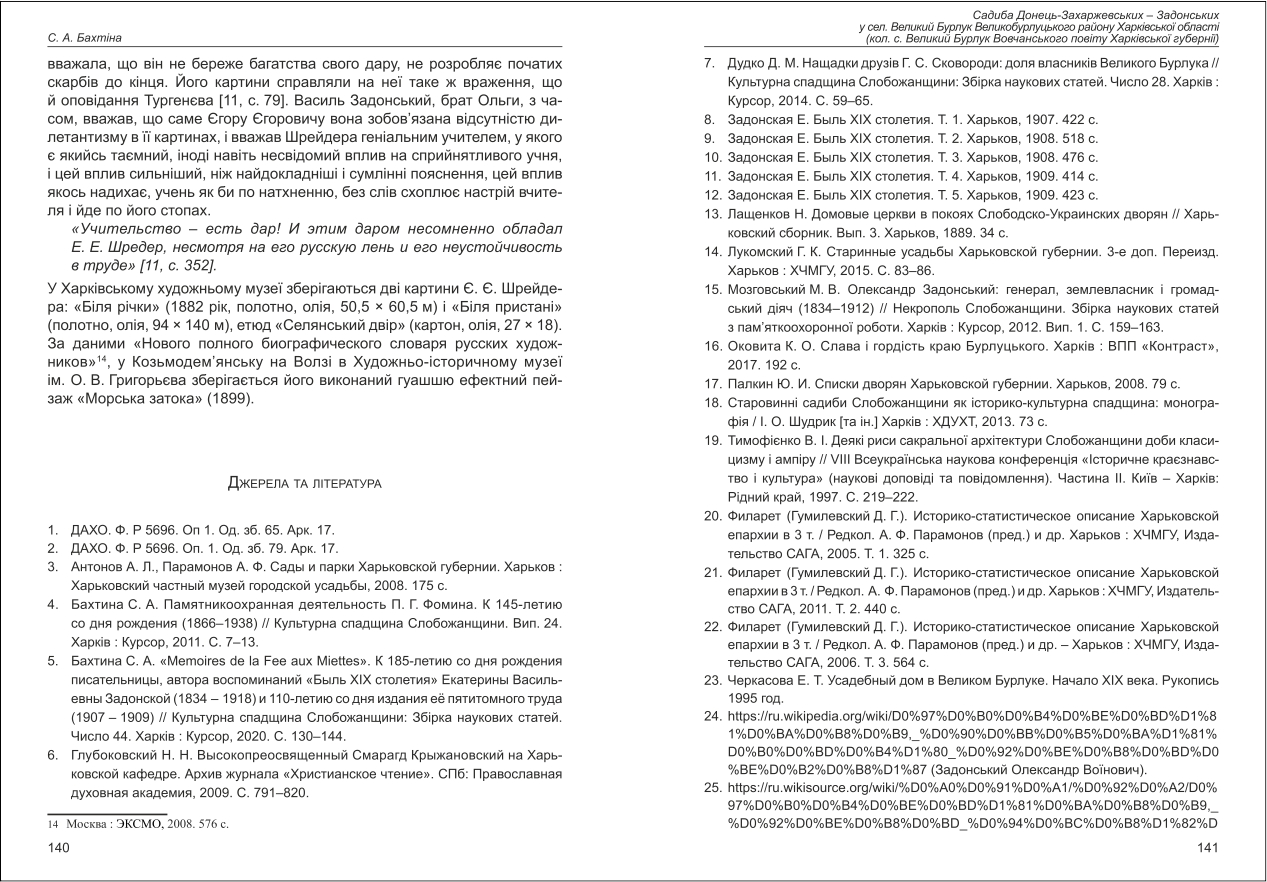 С. А. Бахтіна
вважала, що він не береже багатства свого дару, не розробляє початих
скарбів до кінця. Його картини справляли на неї таке ж враження, що
й оповідання Тургенєва [11, с. 79]. Василь Задонський, брат Ольги, з ча-
сом, вважав, що саме Єгору Єгоровичу вона зобов’язана відсутністю ди-
летантизму в її картинах, і вважав Шрейдера геніальним учителем, у якого
є якийсь таємний, іноді навіть несвідомий вплив на сприйнятливого учня,
і цей вплив сильніший, ніж найдокладніші і сумлінні пояснення, цей вплив
якось надихає, учень як би по натхненню, без слів схоплює настрій вчите-
ля і йде по його стопах.
«Учительство – есть дар! И этим даром несомненно обладал
Е. Е. Шредер, несмотря на его русскую лень и его неустойчивость
в труде» [11, с. 352].
У Харківському художньому музеї зберігаються дві картини Є. Є. Шрейде-
ра: «Біля річки» (1882 рік, полотно, олія, 50,5 × 60,5 м) і «Біля пристані»
(полотно, олія, 94 × 140 м), етюд «Селянський двір» (картон, олія, 27 × 18).
За даними «Нового полного биографического словаря русских худож-
ников»14, у Козьмодем’янську на Волзі в Художньо-історичному музеї
ім. О. В. Григорьєва зберігається його виконаний гуашшю ефектний пей-
заж «Морська затока» (1899).
Джерела та література
1. ДАХО. Ф. Р 5696. Оп 1. Од. зб. 65. Арк. 17.
2. ДАХО. Ф. Р 5696. Оп. 1. Од. зб. 79. Арк. 17.
3. Антонов А. Л., Парамонов А. Ф. Сады и парки Харьковской губернии. Харьков :
Харьковский частный музей городской усадьбы, 2008. 175 с.
4. Бахтина С. А. Памятникоохранная деятельность П. Г. Фомина. К 145-летию
со дня рождения (1866–1938) // Культурна спадщина Слобожанщини. Вип. 24.
Харків : Курсор, 2011. С. 7–13.
5. Бахтина С. А. «Memoires de la Fee aux Miettes». К 185-летию со дня рождения
писательницы, автора воспоминаний «Быль XIX столетия» Екатерины Василь-
евны Задонской (1834 – 1918) и 110-летию со дня издания её пятитомного труда
(1907 – 1909) // Культурна спадщина Слобожанщини: Збірка наукових статей.
Число 44. Харків : Курсор, 2020. С. 130–144.
6. Глубоковский Н. Н. Высокопреосвященный Смарагд Крыжановский на Харь-
ковской кафедре. Архив журнала «Христианское чтение». СПб: Православная
духовная академия, 2009. С. 791–820.
14 Москва : ЭКСМО, 2008. 576 с.
140
Садиба Донець-Захаржевських – Задонських
у сел. Великий Бурлук Великобурлуцького району Харківської області
(кол. с. Великий Бурлук Вовчанського повіту Харківської губернії)
7. Дудко Д. М. Нащадки друзів Г. С. Сковороди: доля власників Великого Бурлука //
Культурна спадщина Слобожанщини: Збірка наукових статей. Число 28. Харків :
Курсор, 2014. С. 59–65.
8. Задонская Е. Быль XIX столетия. Т. 1. Харьков, 1907. 422 с.
9. Задонская Е. Быль XIX столетия. Т. 2. Харьков, 1908. 518 с.
10. Задонская Е. Быль XIX столетия. Т. 3. Харьков, 1908. 476 с.
11. Задонская Е. Быль XIX столетия. Т. 4. Харьков, 1909. 414 с.
12. Задонская Е. Быль XIX столетия. Т. 5. Харьков, 1909. 423 с.
13. Лащенков Н. Домовые церкви в покоях Слободско-Украинских дворян // Харь-
ковский сборник. Вып. 3. Харьков, 1889. 34 с.
14. Лукомский Г. К. Старинные усадьбы Харьковской губернии. 3-е доп. Переизд.
Харьков : ХЧМГУ, 2015. С. 83–86.
15. Мозговський М. В. Олександр Задонський: генерал, землевласник і громад-
ський діяч (1834–1912) // Некрополь Слобожанщини. Збірка наукових статей
з пам’яткоохоронної роботи. Харків : Курсор, 2012. Вип. 1. С. 159–163.
16. Оковита К. О. Слава і гордість краю Бурлуцького. Харків : ВПП «Контраст»,
2017. 192 с.
17. Палкин Ю. И. Списки дворян Харьковской губернии. Харьков, 2008. 79 с.
18. Старовинні садиби Слобожанщини як історико-культурна спадщина: моногра-
фія / І. О. Шудрик [та ін.] Харків : ХДУХТ, 2013. 73 с.
19. Тимофієнко В. І. Деякі риси сакральної архітектури Слобожанщини доби класи-
цизму і ампіру // VIII Всеукраїнська наукова конференція «Історичне краєзнавс-
тво і культура» (наукові доповіді та повідомлення). Частина II. Київ – Харків:
Рідний край, 1997. С. 219–222.
20. Филарет (Гумилевский Д. Г.). Историко-статистическое описание Харьковской
епархии в 3 т. / Редкол. А. Ф. Парамонов (пред.) и др. Харьков : ХЧМГУ, Изда-
тельство САГА, 2005. Т. 1. 325 с.
21. Филарет (Гумилевский Д. Г.). Историко-статистическое описание Харьковской
епархии в 3 т. / Редкол. А. Ф. Парамонов (пред.) и др. Харьков : ХЧМГУ, Издатель-
ство САГА, 2011. Т. 2. 440 с.
22. Филарет (Гумилевский Д. Г.). Историко-статистическое описание Харьковской
епархии в 3 т. / Редкол. А. Ф. Парамонов (пред.) и др. – Харьков : ХЧМГУ, Изда-
тельство САГА, 2006. Т. 3. 564 с.
23. Черкасова Е. Т. Усадебный дом в Великом Бурлуке. Начало XIX века. Рукопись
1995 год.
24. https://ru.wikipedia.org/wiki/D0%97%D0%B0%D0%B4%D0%BE%D0%BD%D1%8
1%D0%BA%D0%B8%D0%B9,_%D0%90%D0%BB%D0%B5%D0%BA%D1%81%
D0%B0%D0%BD%D0%B4%D1%80_%D0%92%D0%BE%D0%B8%D0%BD%D0
%BE%D0%B2%D0%B8%D1%87 (Задонський Олександр Воїнович).
25. https://ru.wikisource.org/wiki/%D0%A0%D0%91%D0%A1/%D0%92%D0%A2/D0%
97%D0%B0%D0%B4%D0%BE%D0%BD%D1%81%D0%BA%D0%B8%D0%B9,_
%D0%92%D0%BE%D0%B8%D0%BD_%D0%94%D0%BC%D0%B8%D1%82%D
141